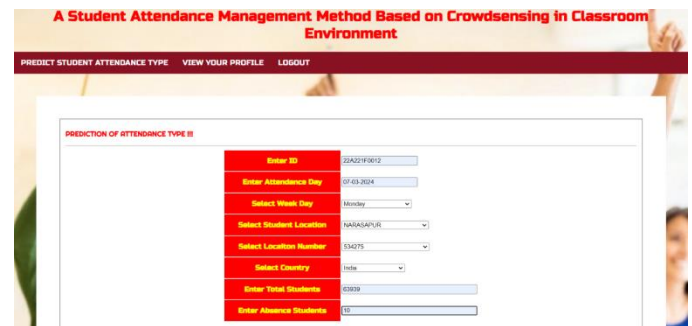 A Student Attendance Management Method Based on Crowdsensing in Classroom
Environment
PREDICT STUDENT ATTENDANCE TYPE VIEW YOUR PROFILE LOGOUT
PREDICTION OF ATTENDANCE TYPE !!!
Enter ID 22A221F0012
Enter Attendance Day 07-03-2024
Select Week Day Monday
Select Student Location NARASAPUR
Select Locaiton Number 534275
Select Country India
Enter Total Students 63939
Enter Absence Students 10